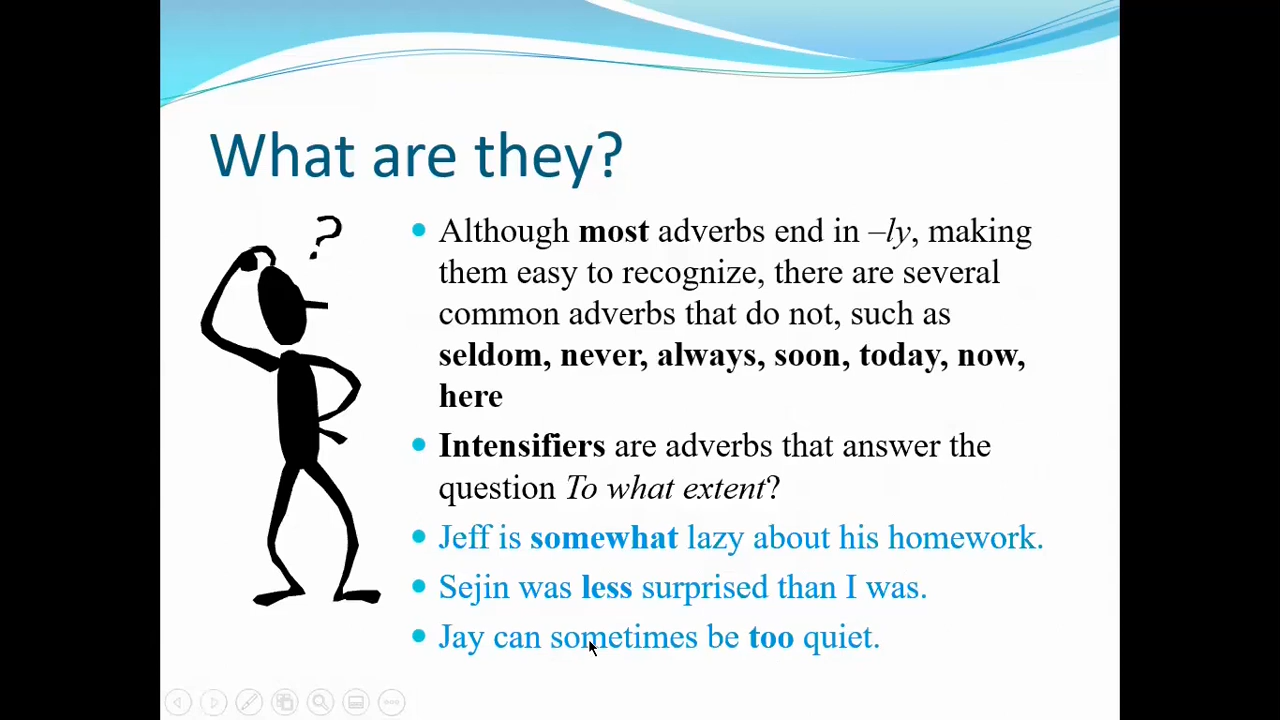 What are they?
?
• Although most adverbs end in –ly, making
them easy to recognize, there are several
common adverbs that do not, such as
seldom, never, always, soon, today, now,
here
• Intensifiers are adverbs that answer the
question To what extent?
• Jeff is somewhat lazy about his homework.
• Sejin was less surprised than I was.
• Jay can sometimes be too quiet.